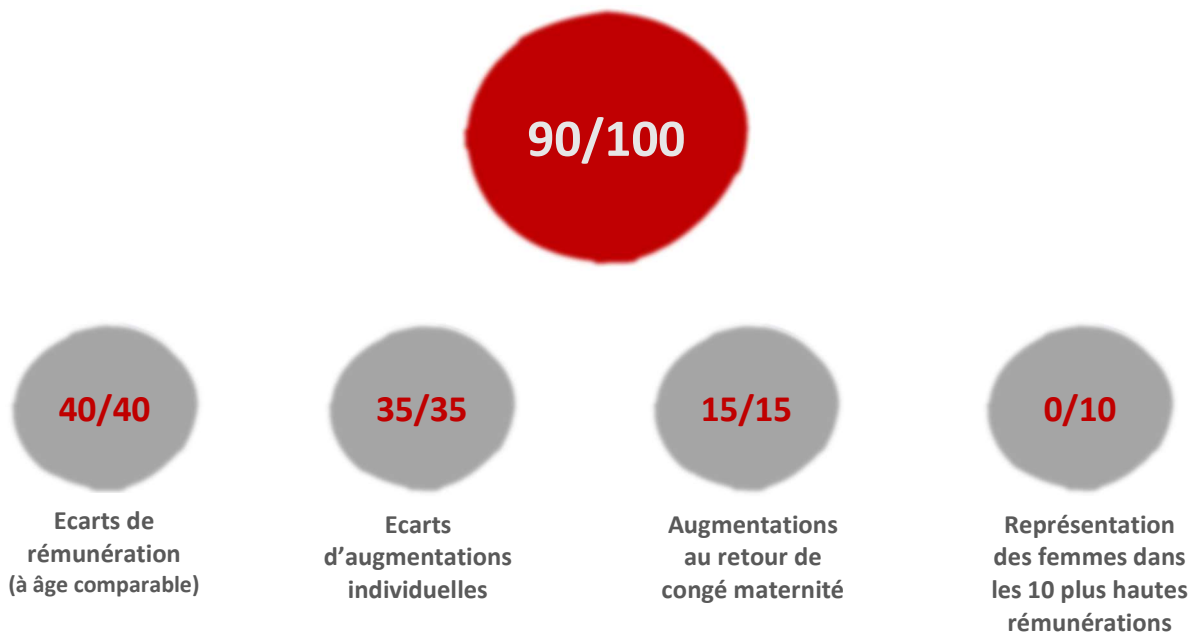 90/100
40/40
35/35
15/15
0/10
Ecarts de
rémunération
(à âge comparable)
Ecarts
d’augmentations
individuelles
Augmentations
au retour de
congé maternité
Représentation
des femmes dans
les 10 plus hautes
rémunérations